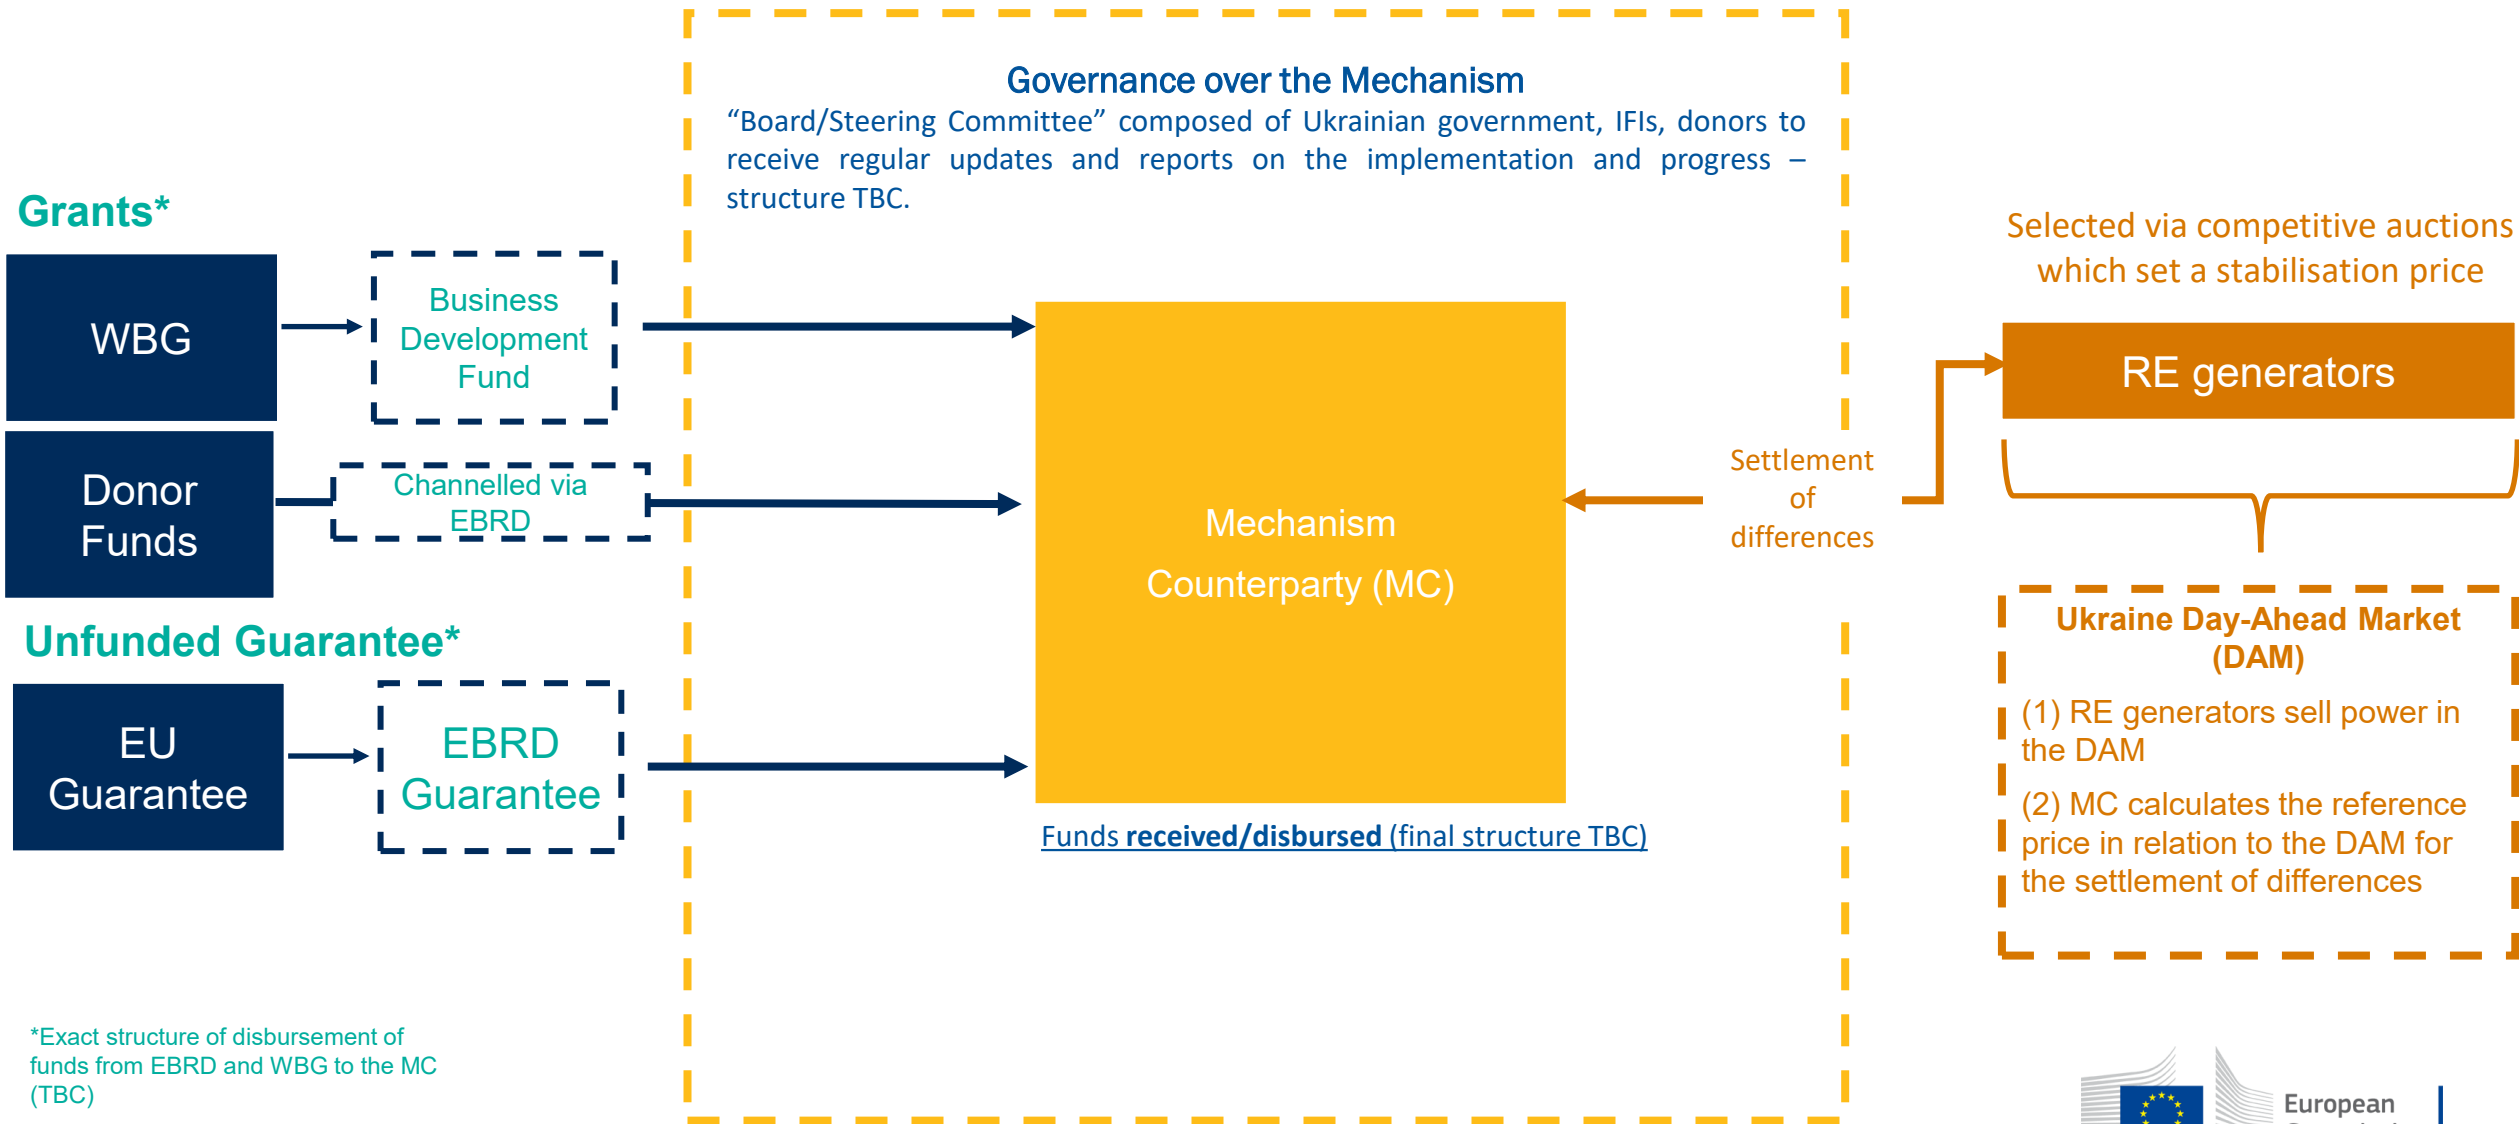 Governance over the Mechanism
“Board/Steering Committee” composed of Ukrainian government, IFIs, donors to
receive regular updates and reports on the implementation and progress –
structure TBC.
Grants*
WBG
Business
Development
Fund
Donor
Funds
Channelled via
EBRD
Unfunded Guarantee*
EU
Guarantee
EBRD
Guarantee
Mechanism
Counterparty (MC)
Funds received/disbursed (final structure TBC)
Settlement
of
differences
Selected via competitive auctions
which set a stabilisation price
RE generators
Ukraine Day-Ahead Market
(DAM)
(1) RE generators sell power in
the DAM
(2) MC calculates the reference
price in relation to the DAM for
the settlement of differences
*Exact structure of disbursement of
funds from EBRD and WBG to the MC
(TBC)
European